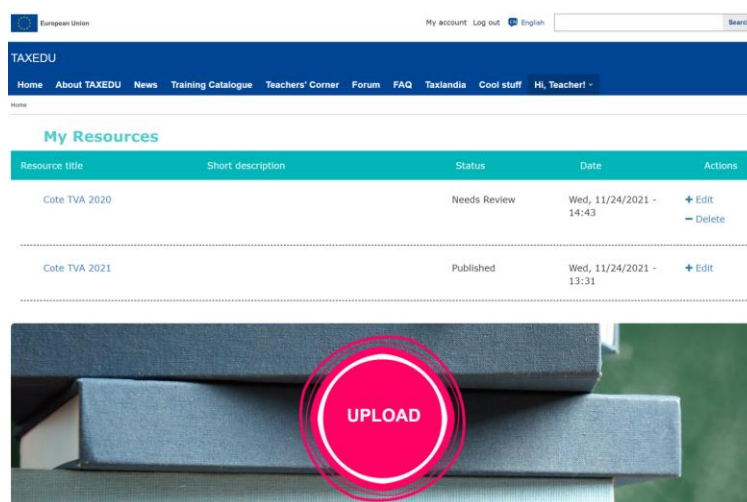 European Union
My account Log out EN English
Search
TAXEDU
Home About TAXEDU News Training Catalogue Teachers' Corner Forum FAQ Taxlandia Cool stuff Hi, Teacher!
Home
My Resources
Resource title Short description Status Date Actions
Cote TVA 2020 Needs Review Wed, 11/24/2021 - + Edit
14:43 − Delete
Cote TVA 2021 Published Wed, 11/24/2021 - + Edit
13:31
UPLOAD